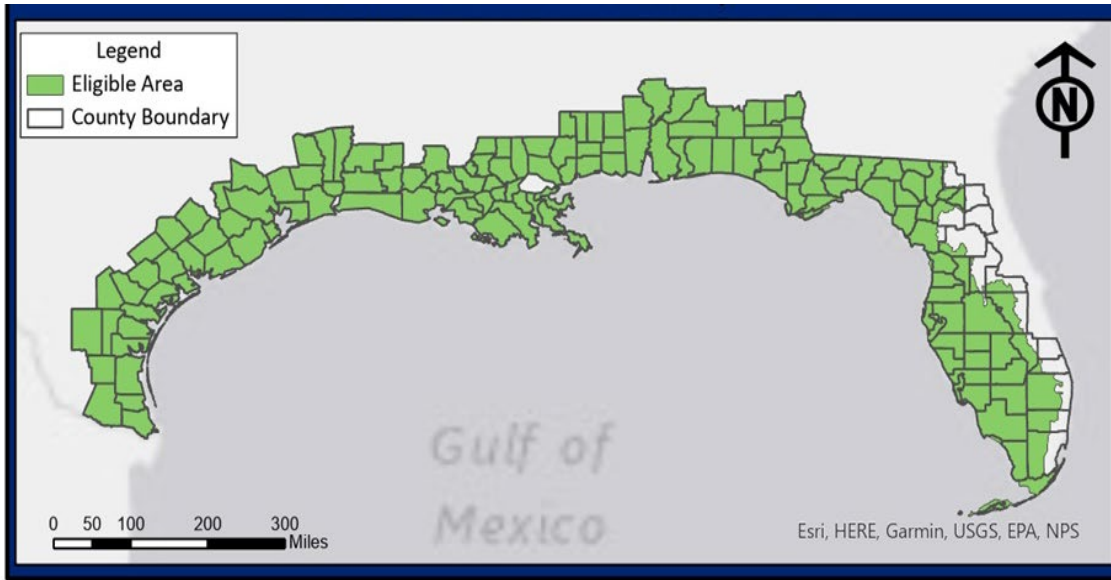 Legend
Eligible Area
County Boundary
N
Gulf of
Mexico
0 50 100 200 300
Miles
Esri, HERE, Garmin, USGS, EPA, NPS